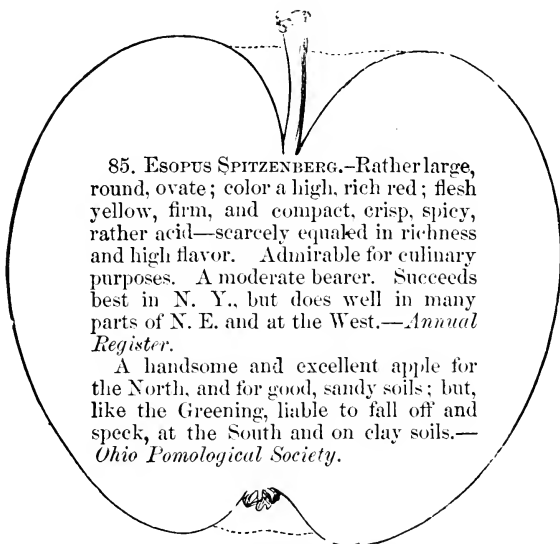 85. Esopus Spitzenberg.–Rather large,
round, ovate; color a high, rich red; flesh
yellow, firm, and compact, crisp, spicy,
rather acid—scarcely equaled in richness
and high flavor. Admirable for culinary
purposes. A moderate bearer. Succeeds
best in N. Y., but does well in many
parts of N. E. and at the West.—Annual
Register.
A handsome and excellent apple for
the North, and for good, sandy soils; but,
like the Greening, liable to fall off and
speck, at the South and on clay soils.—
Ohio Pomological Society.